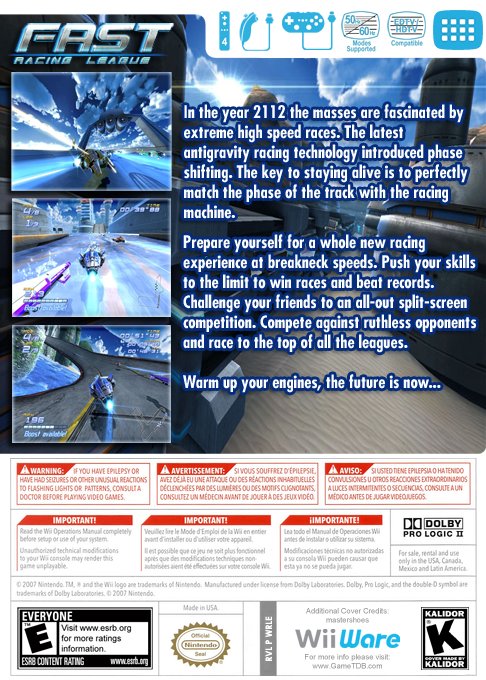 FAST
RACING LEAGUE
4
50Hz
60Hz
Modes
Supported
EDTV
HDTV
Compatible
In the year 2112 the masses are fascinated by
extreme high speed races. The latest
antigravity racing technology introduced phase
shifting. The key to staying alive is to perfectly
match the phase of the track with the racing
machine.
Prepare yourself for a whole new racing
experience at breakneck speeds. Push your skills
to the limit to win races and beat records.
Challenge your friends to an all-out split-screen
competition. Compete against ruthless opponents
and race to the top of all the leagues.
Warm up your engines, the future is now...
Boost available!
196
Boost available!
WARNING: IF YOU HAVE EPILEPSY OR
HAVE HAD SEIZURES OR OTHER UNUSUAL REACTIONS
TO FLASHING LIGHTS OR PATTERNS, CONSULT A
DOCTOR BEFORE PLAYING VIDEO GAMES.
AVERTISSEMENT: SI VOUS SOUFFREZ D'ÉPILEPSIE,
AVEZ DÉJÀ EU UNE ATTAQUE OU DES RÉACTIONS INHABITUELLES
DÉCLENCHÉES PAR DES LUMIÈRES OU DES MOTIFS CLIGNOTANTS,
CONSULTEZ UN MÉDECIN AVANT DE JOUER À DES JEUX VIDÉO.
AVISO: SI USTED TIENE EPILEPSIA O HA TENIDO
CONVULSIONES U OTROS REACCIONES EXTRAORDINARIOS
A LUCES INTERMITENTES O SECUENCIAS, CONSULTE A UN
MÉDICO ANTES DE JUGAR VIDEOJUEGOS.
IMPORTANT!
Read the Wii Operations Manual completely
before setup or use of your system.
Unauthorized technical modifications
to your Wii console may render this
game unplayable.
IMPORTANT!
Veuillez lire le Mode d'Emploi de la Wii en entier
avant d'installer ou d'utiliser votre appareil.
Il est possible que ce jeu ne soit plus fonctionnel
après que des modifications techniques non-
autorisées aient été effectuées sur votre console Wii.
¡IMPORTANTE!
Lea todo el Manual de Operaciones Wii
antes de instalar o utilizar su sistema.
Modificaciones técnicas no autorizadas
a su consola Wii pueden causar que
esta ya no se pueda jugar.
DOLBY
PRO LOGIC II
For sale, rental and use
only in the USA, Canada,
Mexico and Latin America.
© 2007 Nintendo. TM, ® and the Wii logo are trademarks of Nintendo. Manufactured under license from Dolby Laboratories. Dolby, Pro Logic, and the double-D symbol are
trademarks of Dolby Laboratories. © 2007 Nintendo.
EVERYONE
E
Visit www.esrb.org
for more ratings
information.
ESRB CONTENT RATING www.esrb.org
Made in USA
Official
Nintendo
Seal
RVL P WRLE
Additional Cover Credits:
mastershoes
WiiWare
For more info please visit:
www.GameTDB.com
KALIDOR
K
COVER MADE BY
KALIDOR